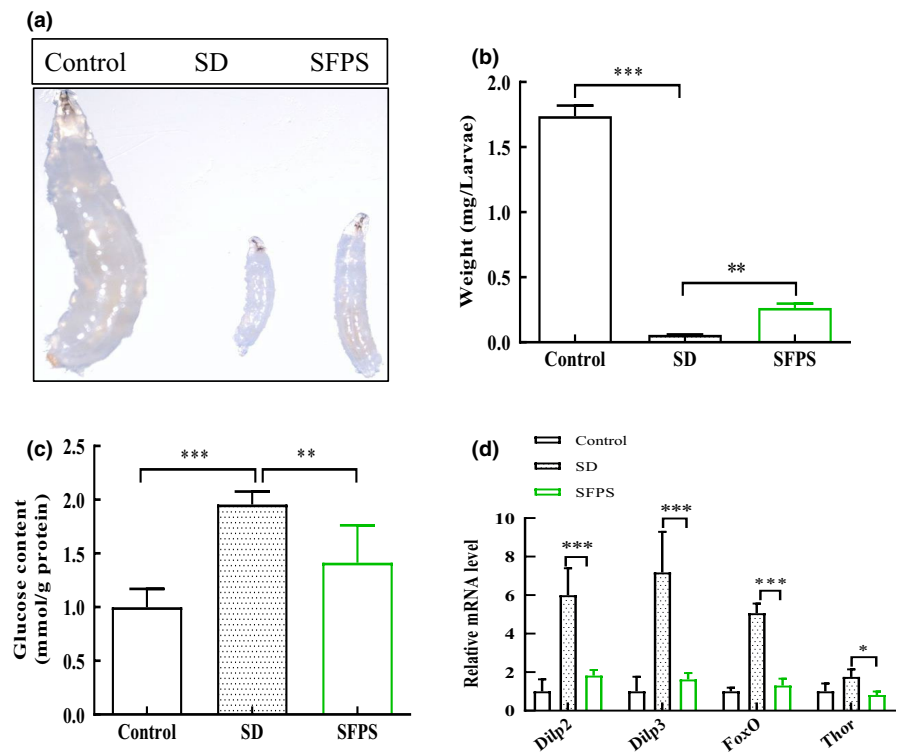 (a)
Control SD SFPS
(b)
Weight (mg/Larvae)
2.0
1.5
1.0
0.5
0.0
***
**
Control SD SFPS
(c)
Glucose content
(mmol/g protein)
2.5
2.0
1.5
1.0
0.5
0.0
***
**
Control SD SFPS
(d)
Control
SD
SFPS
Relative mRNA level
10
8
6
4
2
0
***
***
***
*
Dilp2 Dilp3 FoxO Thor